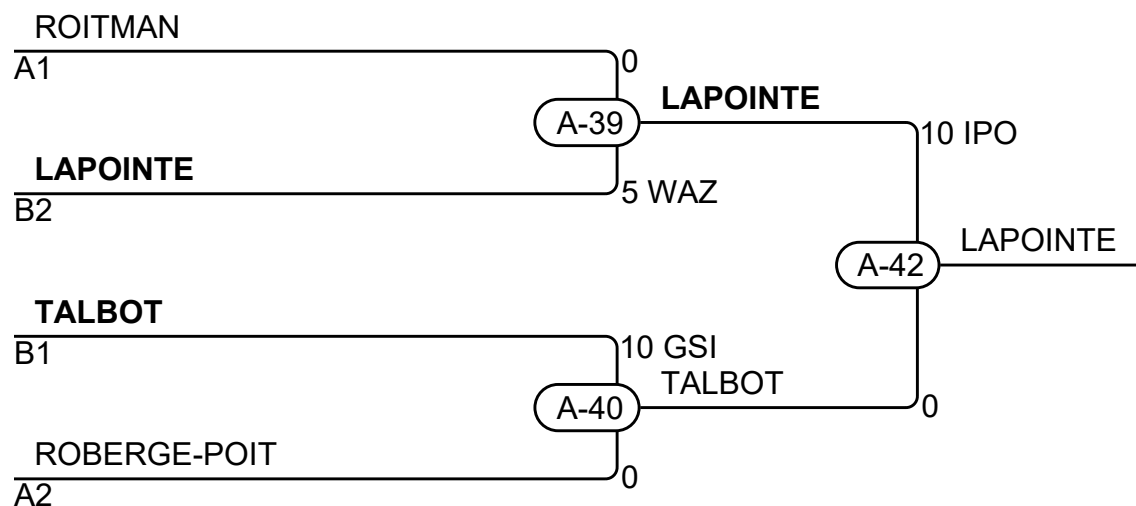 ROITMAN
A1
0
A-39
LAPOINTE
10 IPO
LAPOINTE
B2
5 WAZ
A-42
LAPOINTE
TALBOT
B1
10 GSI
TALBOT
A-40
0
ROBERGE-POIT
A2
0